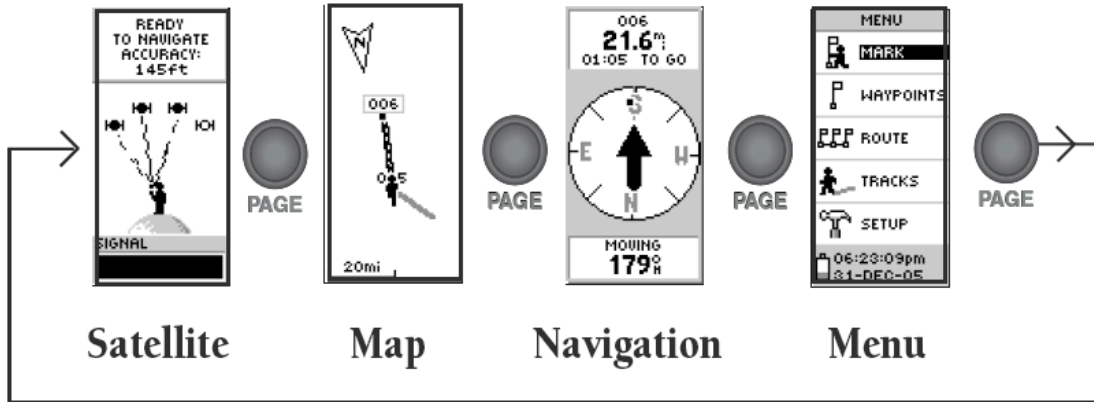 READY
TO NAVIGATE
ACCURACY:
145ft
SIGNAL
PAGE
N
006
20mi
PAGE
006
21.6mi
01:05 TO GO
S
E
W
N
MOVING
179°M
PAGE
MENU
MARK
WAYPOINTS
ROUTE
TRACKS
SETUP
06:23:09pm
31-DEC-05
PAGE
Satellite
Map
Navigation
Menu